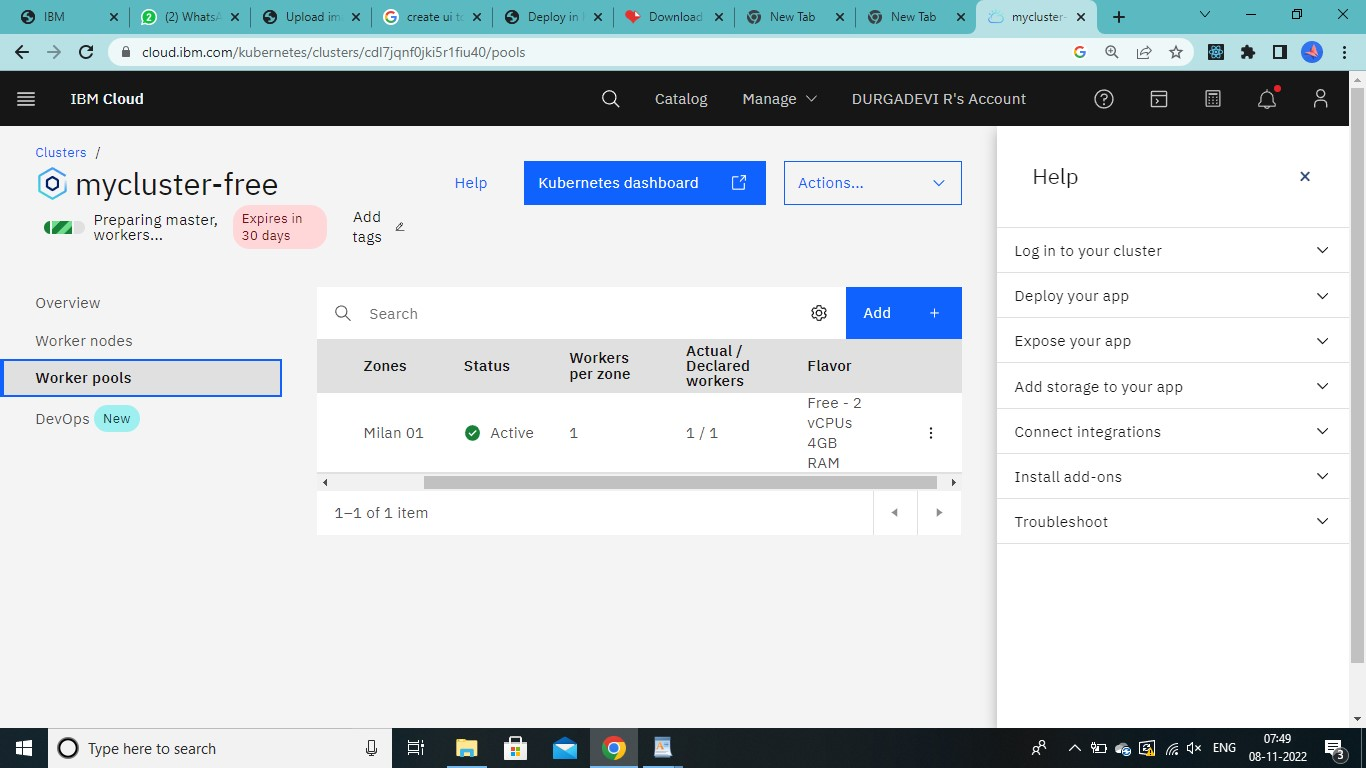 IBM
(2) WhatsA
Upload im
create ui to
Deploy in
Download
New Tab
New Tab
mycluster-
cloud.ibm.com/kubernetes/clusters/cdl7jqnf0jki5r1fiu40/pools
IBM Cloud
Catalog
Manage
DURGADEVI R's Account
Clusters /
mycluster-free
Help
Kubernetes dashboard
Actions...
Preparing master,
workers...
Expires in
30 days
Add
tags
Overview
Worker nodes
Worker pools
DevOps New
Search
Add +
Zones
Status
Workers
per zone
Actual /
Declared
workers
Flavor
Milan 01
Active
1
1 / 1
Free - 2
vCPUs
4GB
RAM
1–1 of 1 item
Help
Log in to your cluster
Deploy your app
Expose your app
Add storage to your app
Connect integrations
Install add-ons
Troubleshoot
Type here to search
ENG
07:49
08-11-2022
3